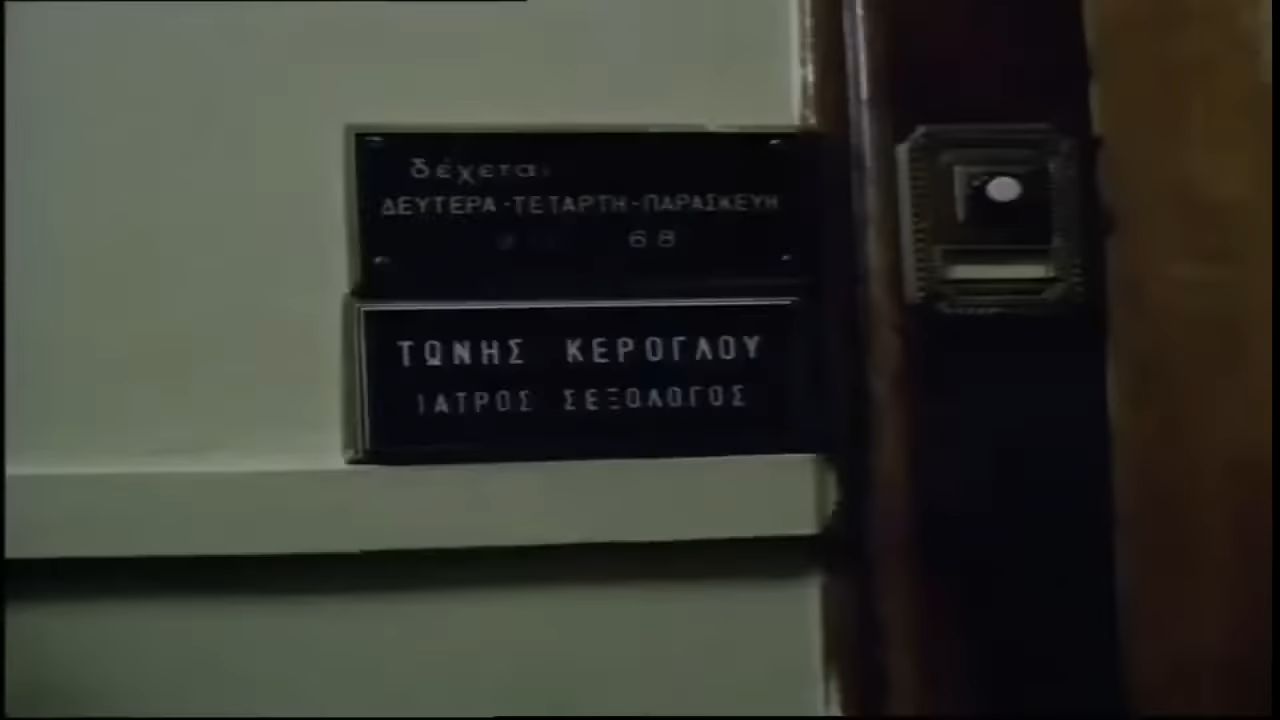 δέχεται
ΔΕΥΤΕΡΑ-ΤΕΤΑΡΤΗ-ΠΑΡΑΣΚΕΥΗ
68
ΤΩΝΗΣ ΚΕΡΟΓΛΟΥ
ΙΑΤΡΟΣ ΣΕΞΟΛΟΓΟΣ